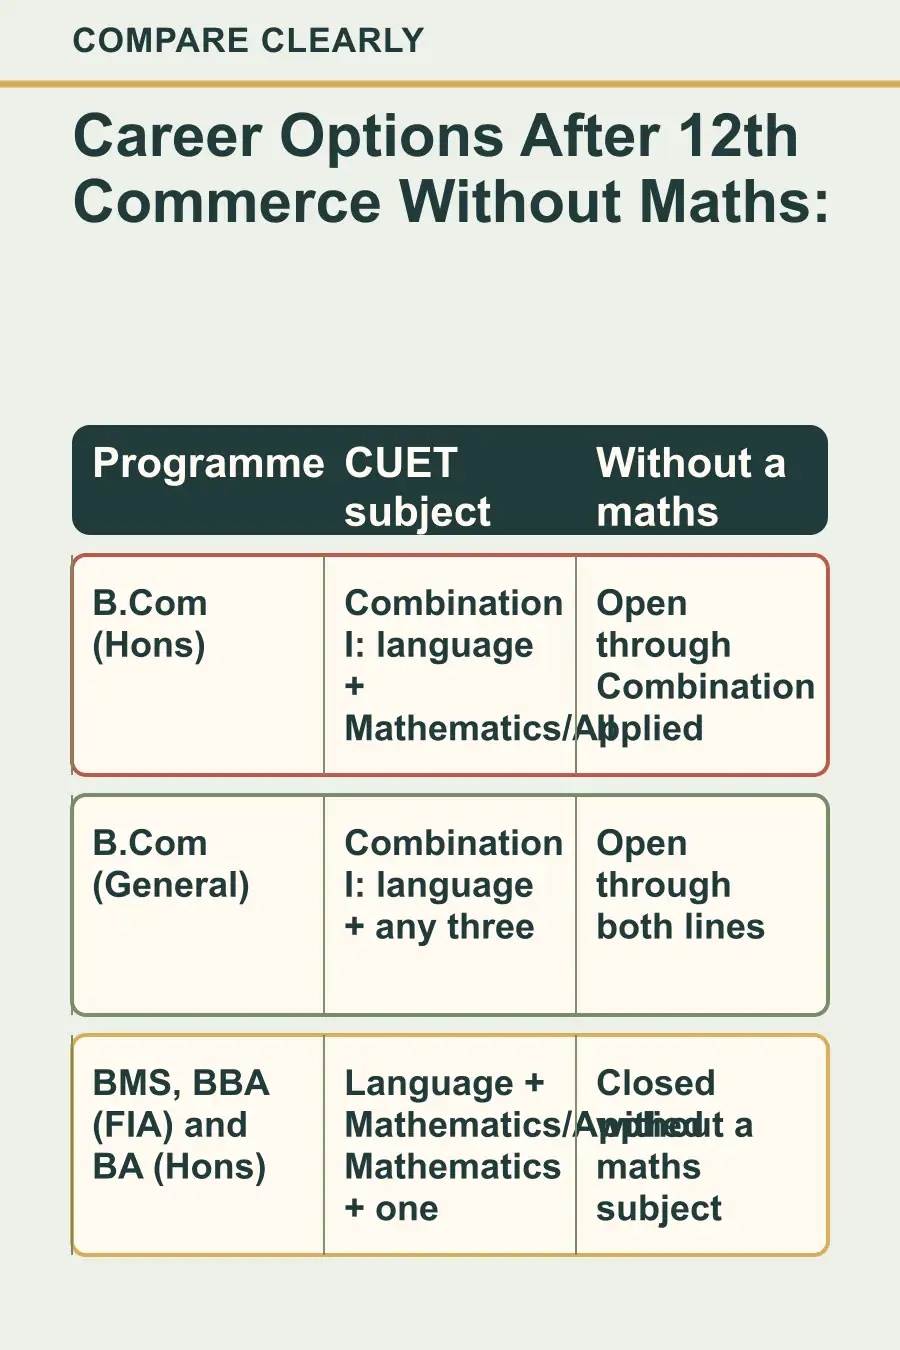 COMPARE CLEARLY
Career Options After 12th
Commerce Without Maths:
Programme
CUET
subject
Without a
maths
B.Com
(Hons)
Combination
I: language
+
Mathematics/Applied
Open
through
Combination
II
B.Com
(General)
Combination
I: language
+ any three
Open
through
both lines
BMS, BBA
(FIA) and
BA (Hons)
Language +
Mathematics/Applied
Mathematics
+ one
Closed
without a
maths
subject